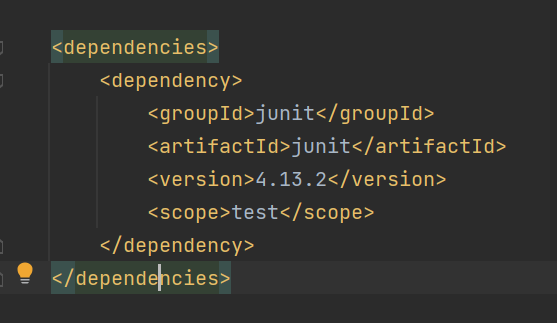 <dependencies>
<dependency>
<groupId>junit</groupId>
<artifactId>junit</artifactId>
<version>4.13.2</version>
<scope>test</scope>
</dependency>
</dependencies>